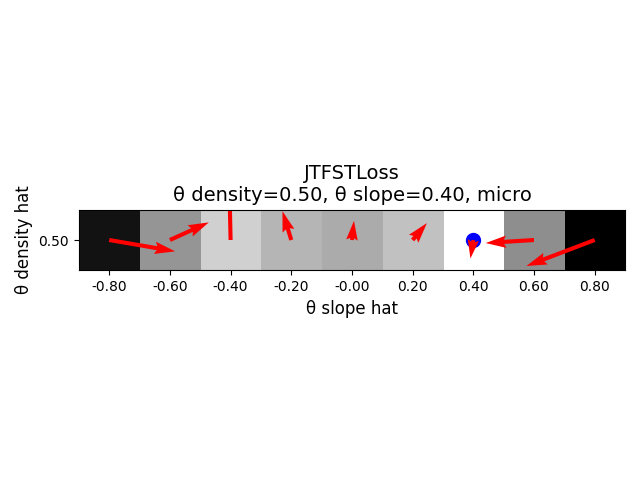 JTFSTLoss
θ density=0.50, θ slope=0.40, micro
θ density hat
0.50
-0.80 -0.60 -0.40 -0.20 -0.00 0.20 0.40 0.60 0.80
θ slope hat